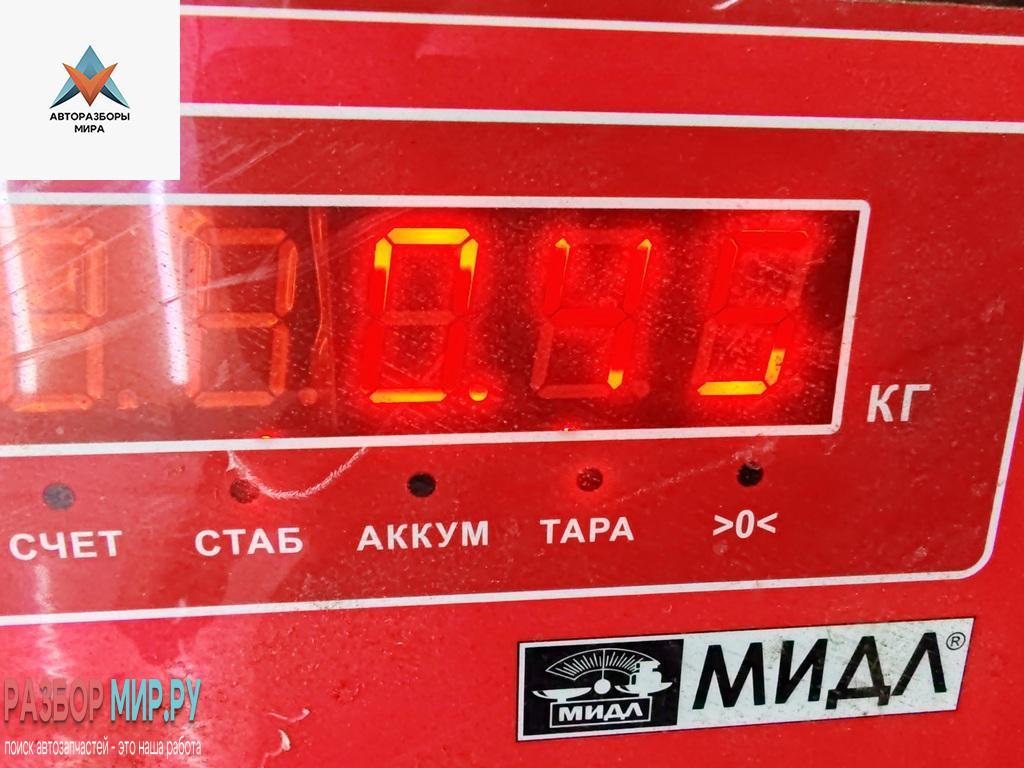 АВТОРАЗБОРЫ
МИРА
0.45
КГ
СЧЕТ СТАБ АККУМ ТАРА >0<
МИДЛ МИДЛ®
РАЗБОР МИР.РУ
поиск автозапчастей - это наша работа